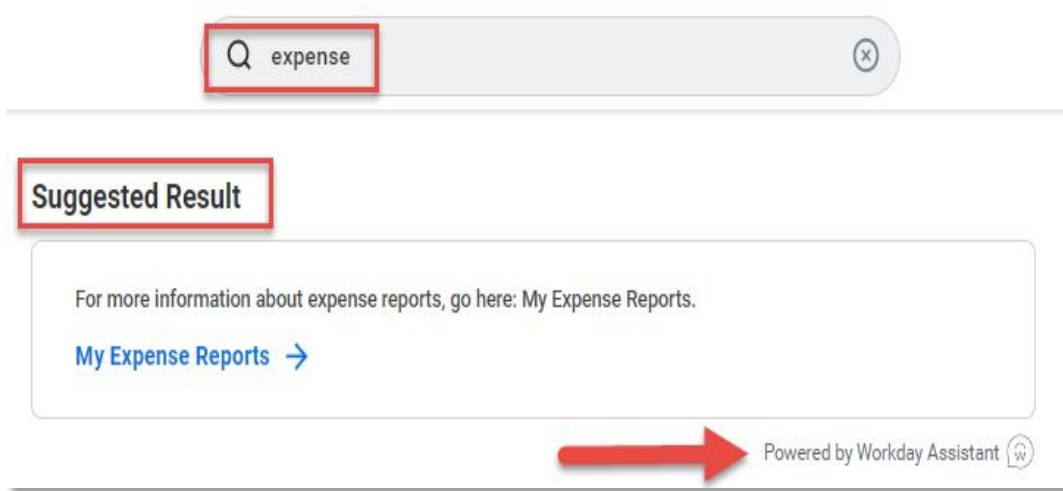 expense
Suggested Result
For more information about expense reports, go here: My Expense Reports.
My Expense Reports
Powered by Workday Assistant